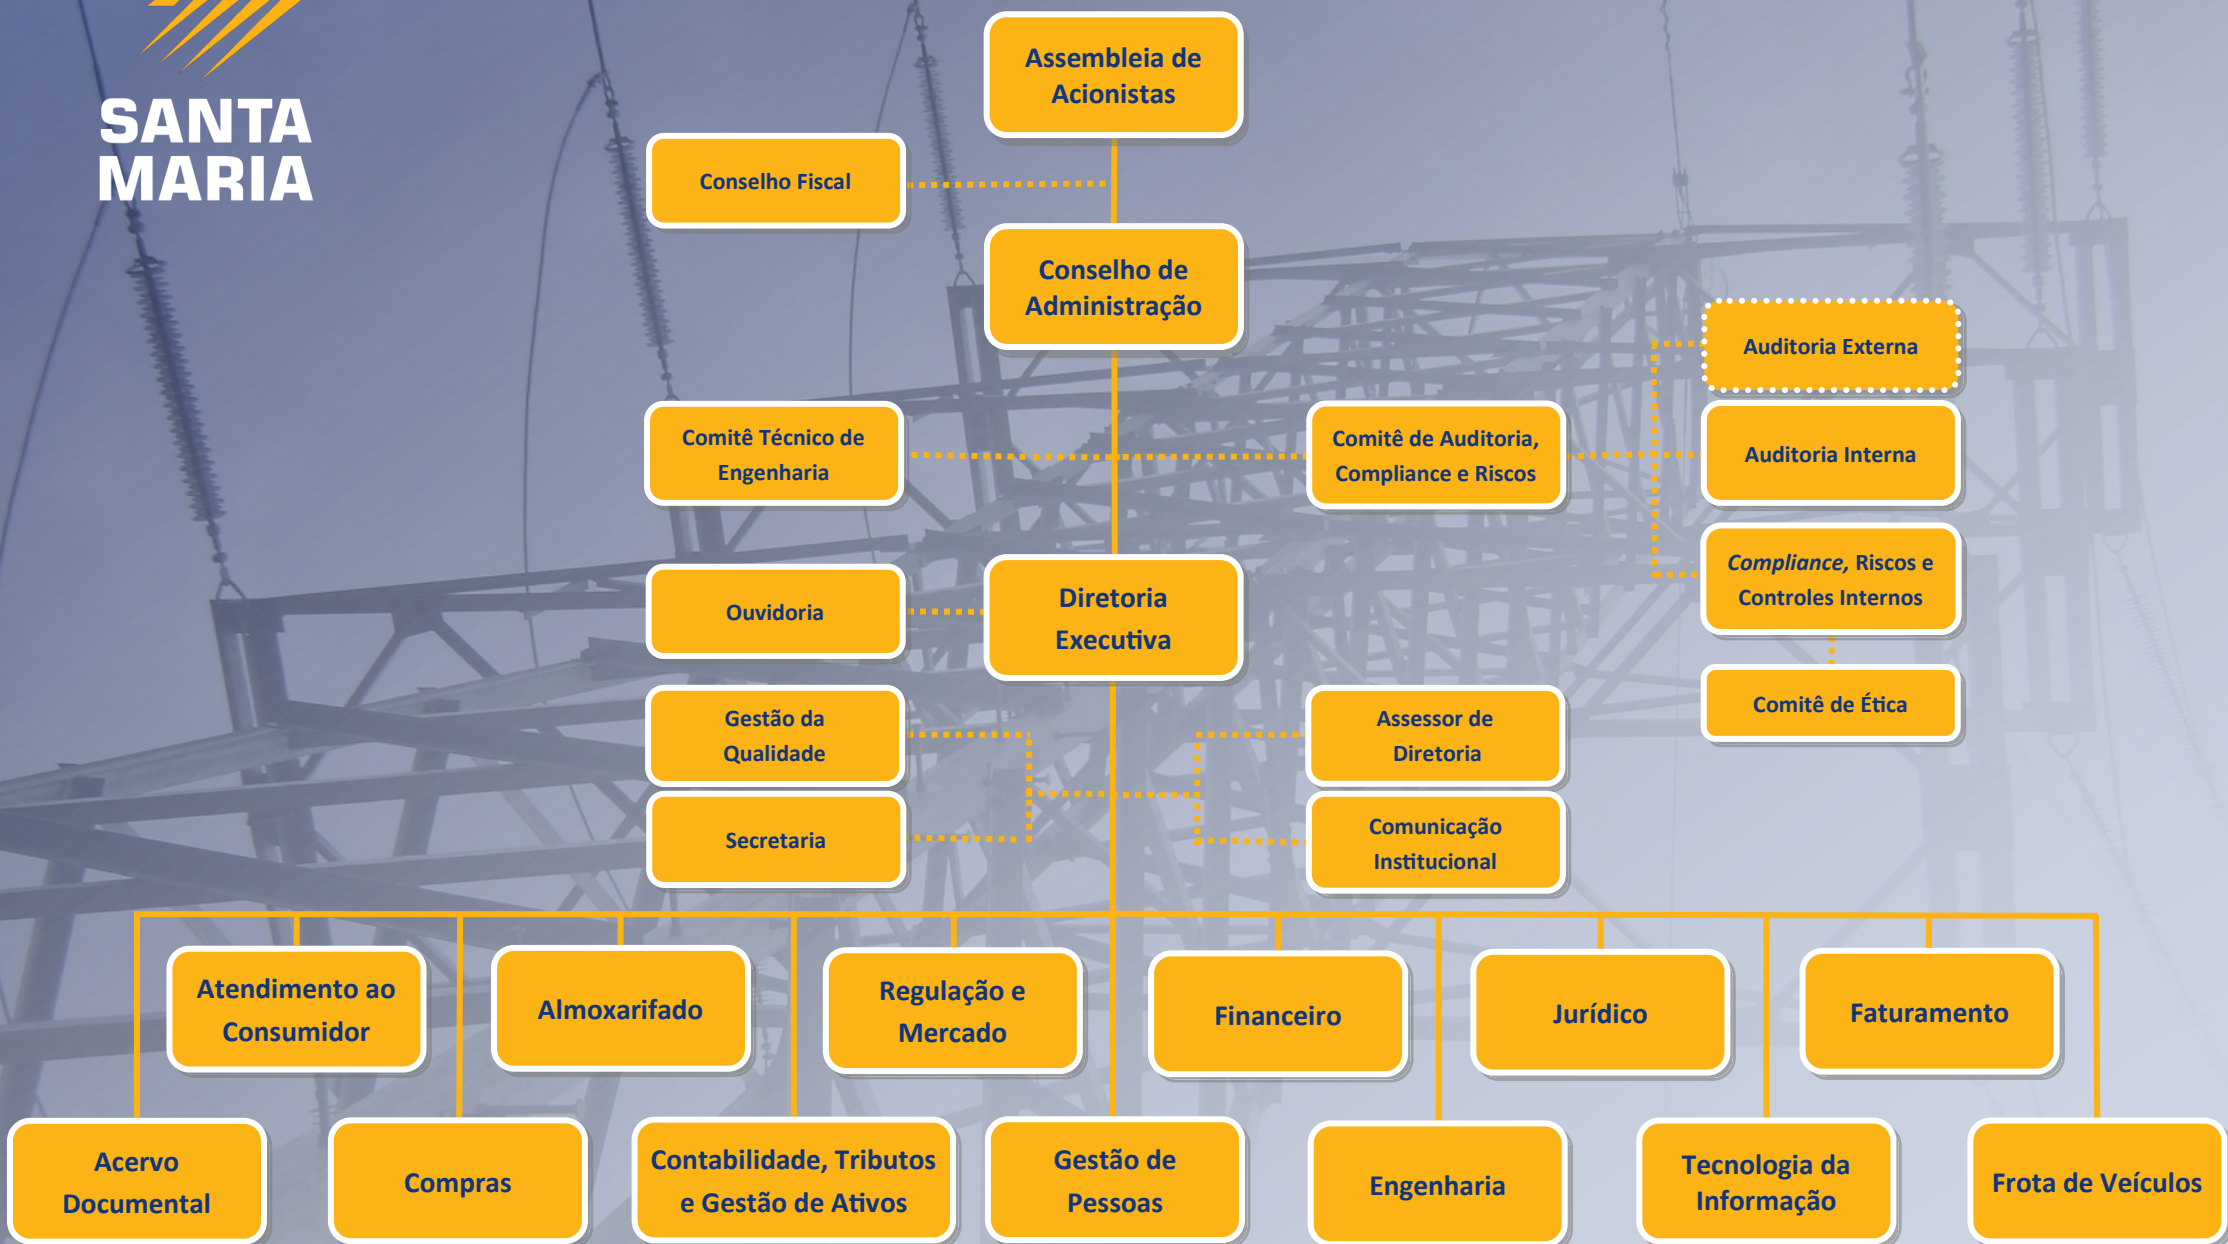 SANTA
MARIA
Assembleia de
Acionistas
Conselho Fiscal
Conselho de
Administração
Auditoria Externa
Comitê Técnico de
Engenharia
Comitê de Auditoria,
Compliance e Riscos
Auditoria Interna
Compliance, Riscos e
Controles Internos
Ouvidoria
Diretoria
Executiva
Comitê de Ética
Gestão da
Qualidade
Assessor de
Diretoria
Secretaria
Comunicação
Institucional
Atendimento ao
Consumidor
Almoxarifado
Regulação e
Mercado
Financeiro
Jurídico
Faturamento
Acervo
Documental
Compras
Contabilidade, Tributos
e Gestão de Ativos
Gestão de
Pessoas
Engenharia
Tecnologia da
Informação
Frota de Veículos